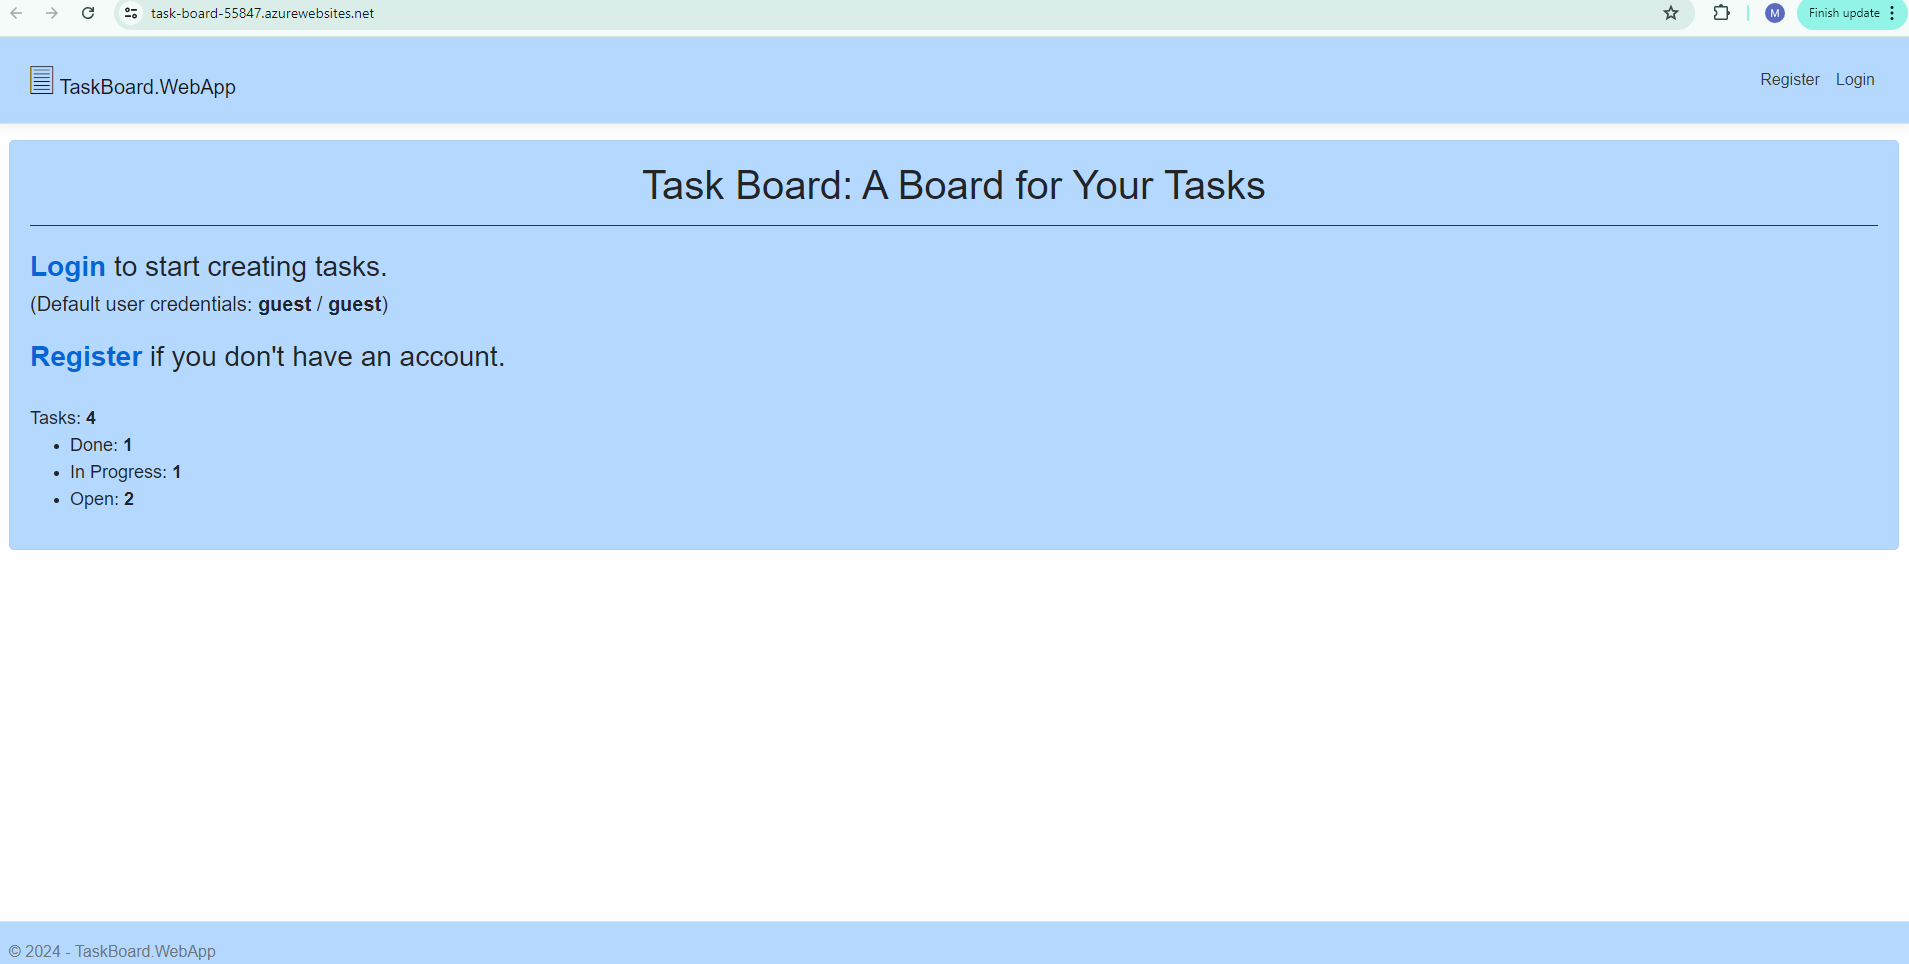 task-board-55847.azurewebsites.net
M
Finish update
TaskBoard.WebApp
Register Login
Task Board: A Board for Your Tasks
Login to start creating tasks.
(Default user credentials: guest / guest)
Register if you don't have an account.
Tasks: 4
• Done: 1
• In Progress: 1
• Open: 2
© 2024 - TaskBoard.WebApp